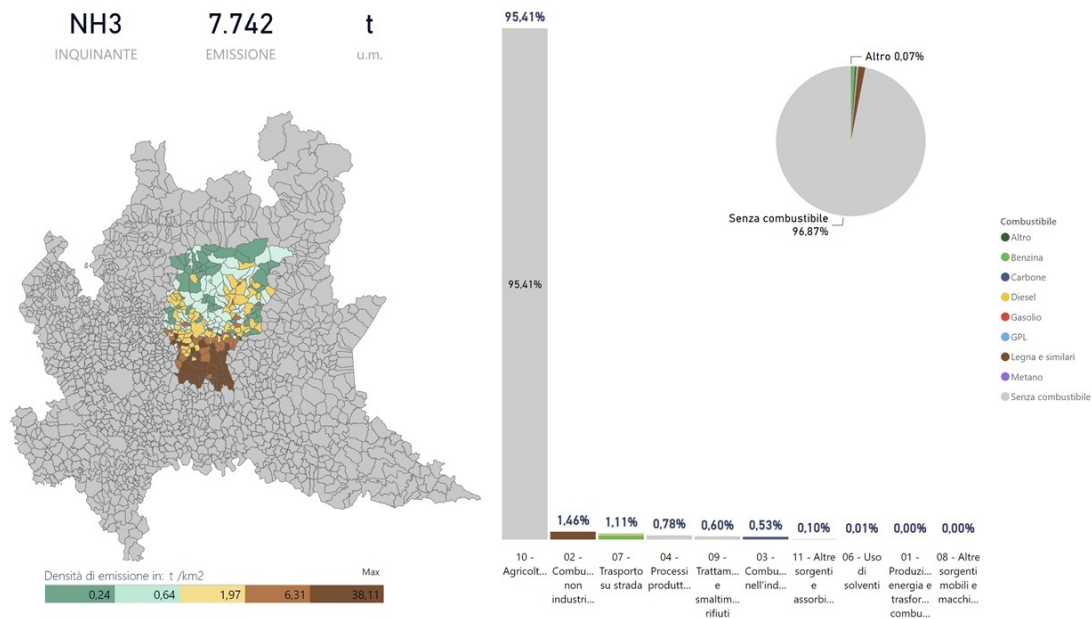 NH3 7.742 t
INQUINANTE EMISSIONE u.m.
Densità di emissione in: t /km2 Max
0,24 0,64 1,97 6,31 38,11
95,41%
95,41%
1,46% 1,11% 0,78% 0,60% 0,53% 0,10% 0,01% 0,00% 0,00%
10 -
Agricolt...
02 -
Combu...
non
industri...
07 -
Trasporto
su strada
04 -
Processi
produtt...
09 -
Trattam...
e
smaltim...
rifiuti
03 -
Combu...
nell'ind...
11 - Altre
sorgenti
e
assorbi...
06 - Uso
di
solventi
01 -
Produzi...
energia e
trasfor...
combu...
08 - Altre
sorgenti
mobili e
macchi...
Altro 0,07%
Senza combustibile
96,87%
Combustibile
Altro
Benzina
Carbone
Diesel
Gasolio
GPL
Legna e similari
Metano
Senza combustibile